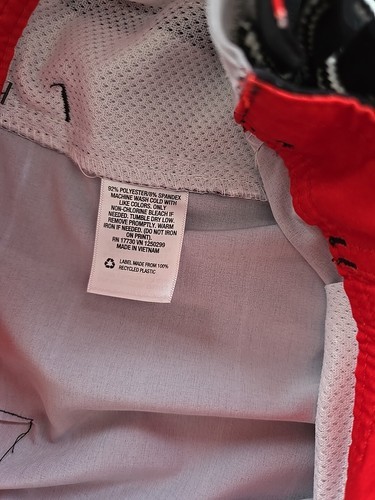 92% POLYESTER/8% SPANDEX
MACHINE WASH COLD WITH
LIKE COLORS. ONLY
NON-CHLORINE BLEACH IF
NEEDED. TUMBLE DRY LOW.
REMOVE PROMPTLY. WARM
IRON IF NEEDED. (DO NOT IRON
ON PRINT).
RN 17730 VN 1250299
MADE IN VIETNAM
LABEL MADE FROM 100%
RECYCLED PLASTIC